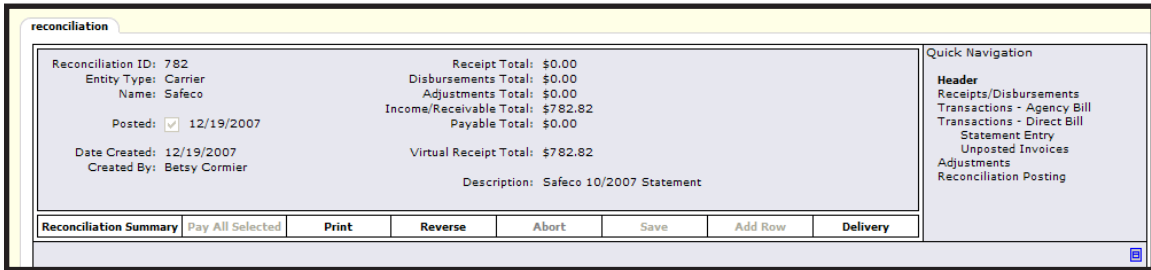 reconciliation
Reconciliation ID: 782
Entity Type: Carrier
Name: Safeco
Posted: 12/19/2007
Date Created: 12/19/2007
Created By: Betsy Cormier
Receipt Total: $0.00
Disbursements Total: $0.00
Adjustments Total: $0.00
Income/Receivable Total: $782.82
Payable Total: $0.00
Virtual Receipt Total: $782.82
Description: Safeco 10/2007 Statement
Reconciliation Summary Pay All Selected Print Reverse Abort Save Add Row Delivery
Quick Navigation
Header
Receipts/Disbursements
Transactions - Agency Bill
Transactions - Direct Bill
Statement Entry
Unposted Invoices
Adjustments
Reconciliation Posting